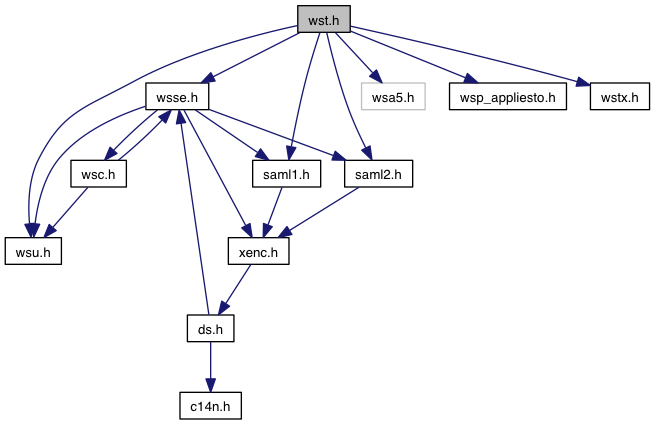 wst.h
wsse.h
wsa5.h
wsp_appliesto.h
wstx.h
wsc.h
saml1.h
saml2.h
wsu.h
xenc.h
ds.h
c14n.h